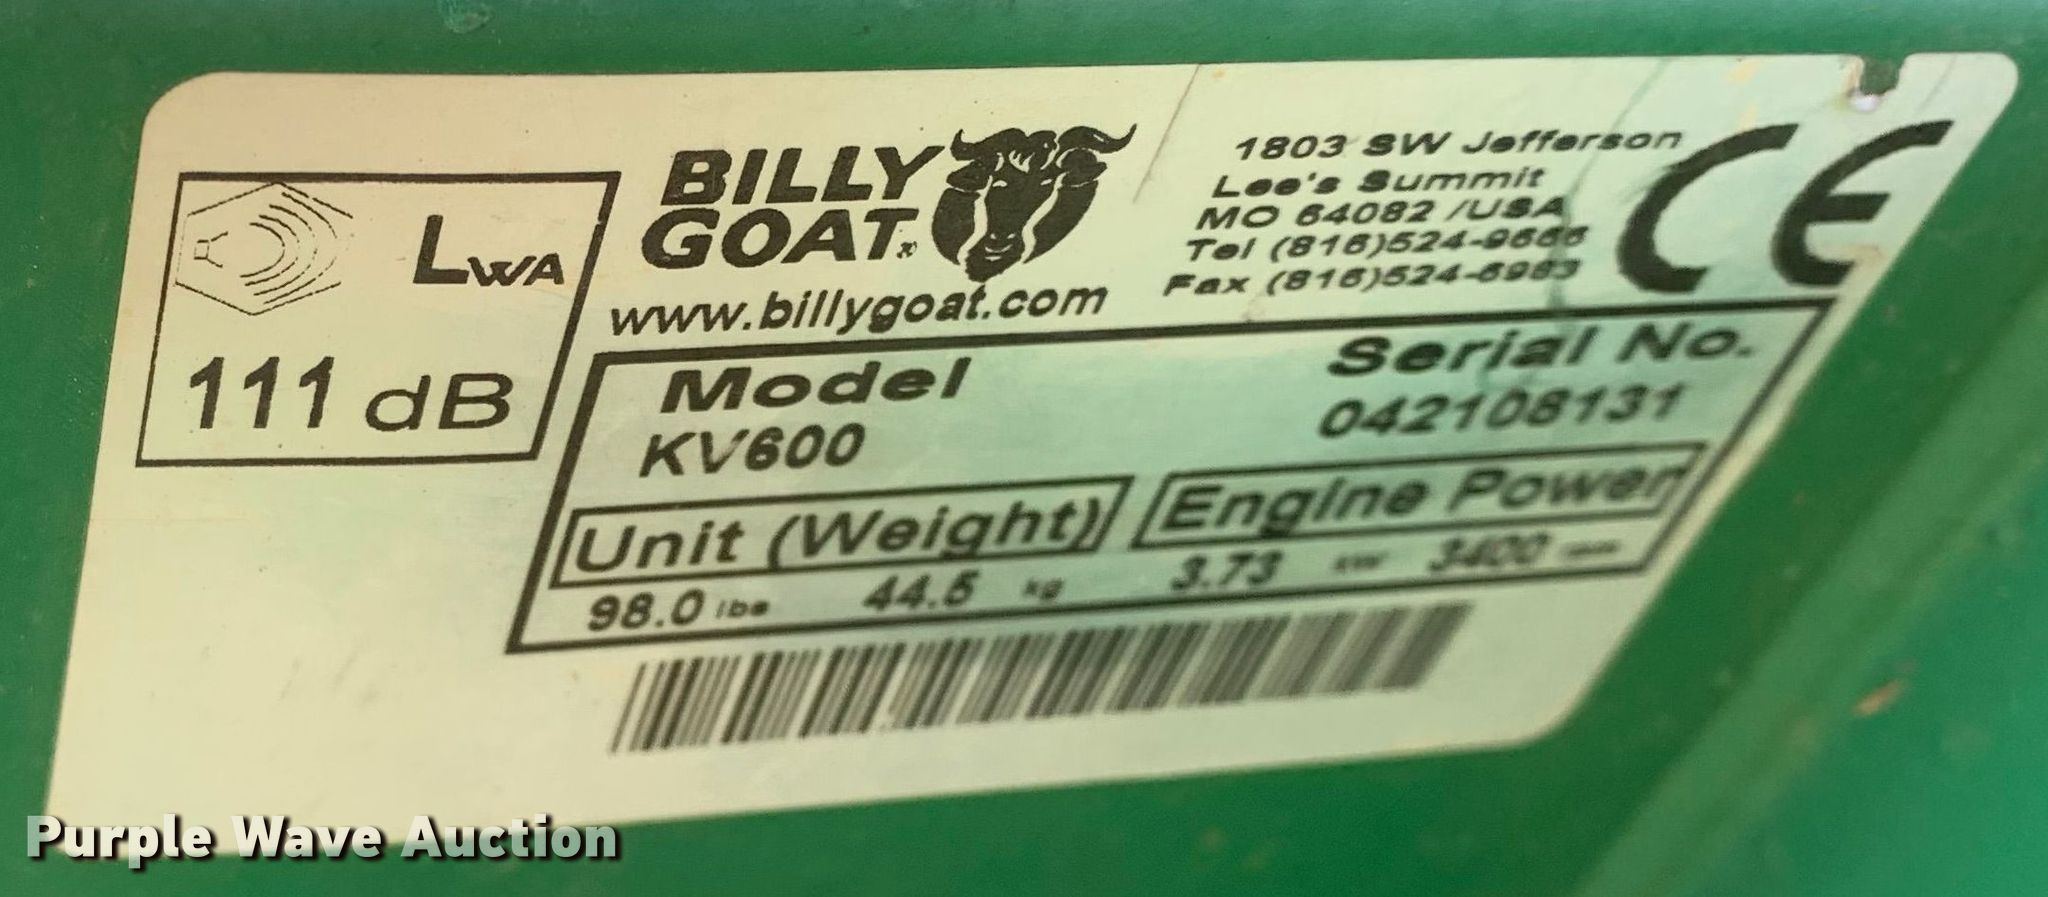 LWA
111 dB
BILLY
GOAT®
www.billygoat.com
1803 SW Jefferson
Lee's Summit
MO 64082 /USA
Tel (816)524-9666
Fax (816)524-6983
CE
Model
KV600
Serial No.
042108131
Unit (Weight)
98.0 lbs 44.5 kg
Engine Power
3.73 kW 3400
Purple Wave Auction